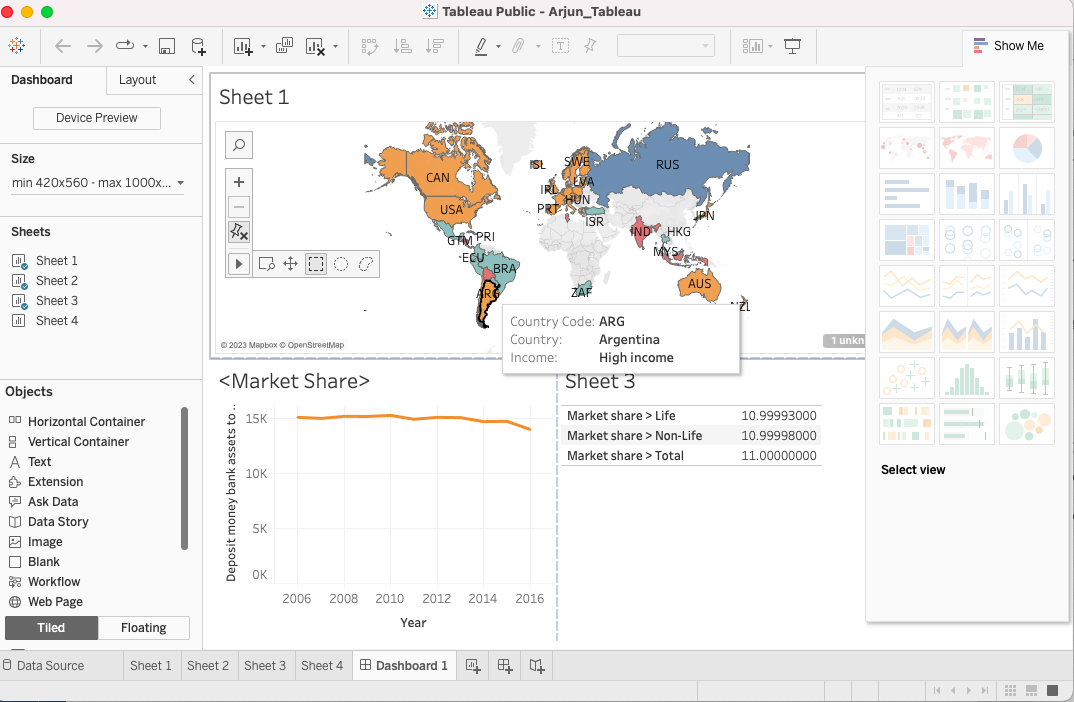 Tableau Public - Arjun_Tableau
Show Me
Dashboard
Layout
Device Preview
Size
min 420x560 - max 1000x...
Sheets
Sheet 1
Sheet 2
Sheet 3
Sheet 4
Objects
Horizontal Container
Vertical Container
Text
Extension
Ask Data
Data Story
Image
Blank
Workflow
Web Page
Tiled
Floating
Sheet 1
ISL
SWE
RUS
CAN
LVA
IRL
HUN
USA
PRT
JPN
ISR
IND
HKG
GTM
PRI
MYS
ECU
BRA
AUS
ARG
ZAF
NZL
Country Code: ARG
Country: Argentina
Income: High income
© 2023 Mapbox © OpenStreetMap
1 unkn
<Market Share>
Deposit money bank assets to ..
15K
10K
5K
0K
2006 2008 2010 2012 2014 2016
Year
Sheet 3
Market share > Life 10.99993000
Market share > Non-Life 10.99998000
Market share > Total 11.00000000
Select view
Data Source
Sheet 1
Sheet 2
Sheet 3
Sheet 4
Dashboard 1